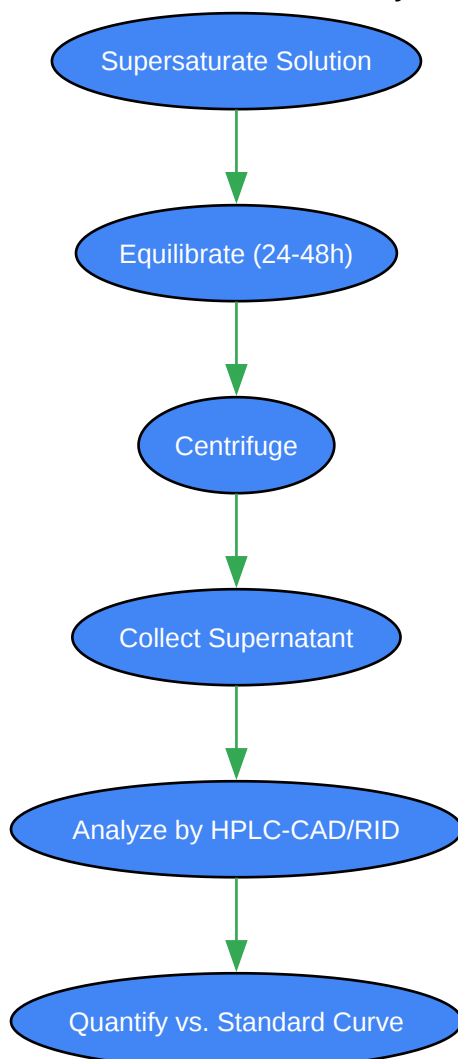 Supersaturate Solution
Equilibrate (24-48h)
Centrifuge
Collect Supernatant
Analyze by HPLC-CAD/RID
Quantify vs. Standard Curve